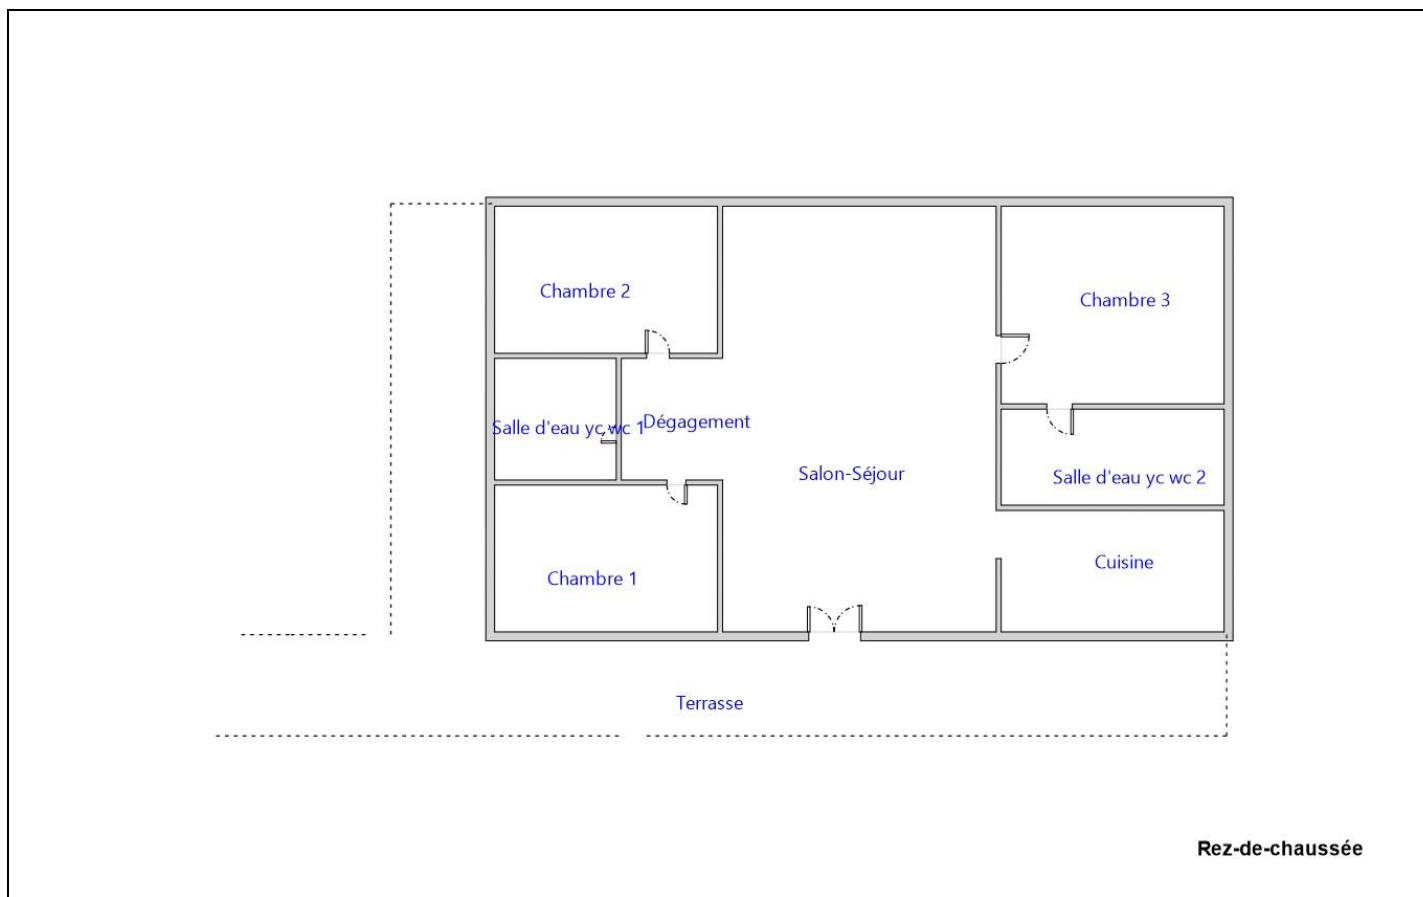 Chambre 2
Chambre 3
Salle d'eau yc wc 1
Dégagement
Salon-Séjour
Salle d'eau yc wc 2
Cuisine
Chambre 1
Terrasse
Rez-de-chaussée